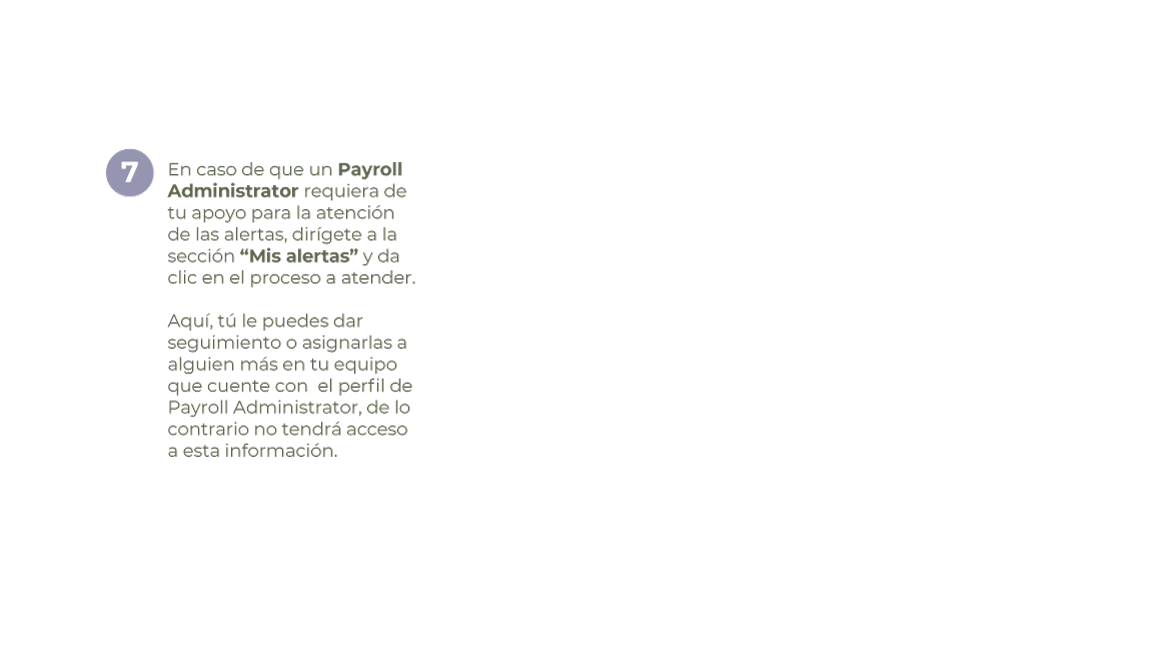 7
En caso de que un Payroll
Administrator requiera de
tu apoyo para la atención
de las alertas, dirígete a la
sección “Mis alertas” y da
clic en el proceso a atender.
Aquí, tú le puedes dar
seguimiento o asignarlas a
alguien más en tu equipo
que cuente con  el perfil de
Payroll Administrator, de lo
contrario no tendrá acceso
a esta información.